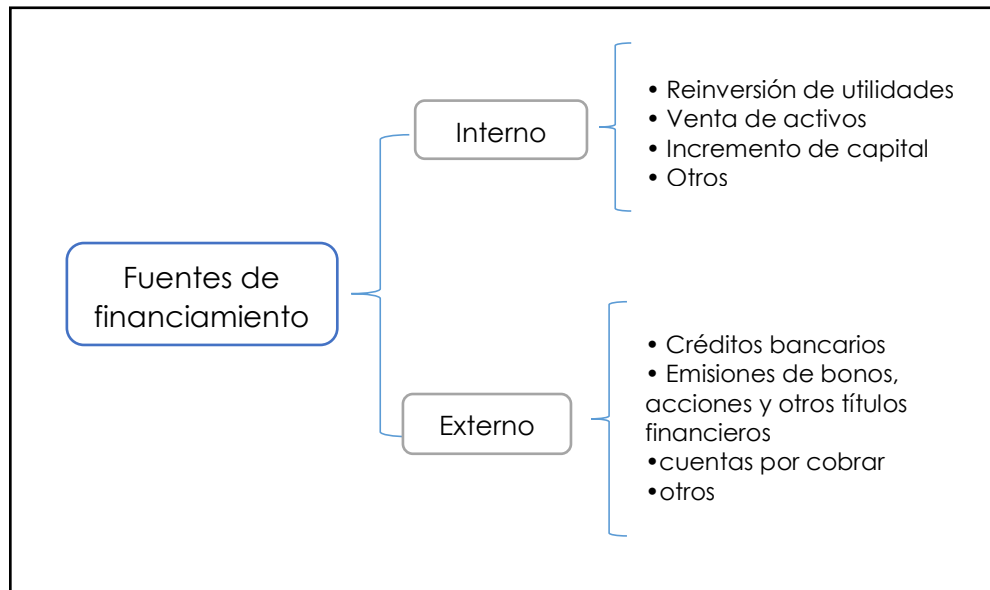 Fuentes de
financiamiento
Interno
• Reinversión de utilidades
• Venta de activos
• Incremento de capital
• Otros
Externo
• Créditos bancarios
• Emisiones de bonos,
acciones y otros títulos
financieros
•cuentas por cobrar
•otros